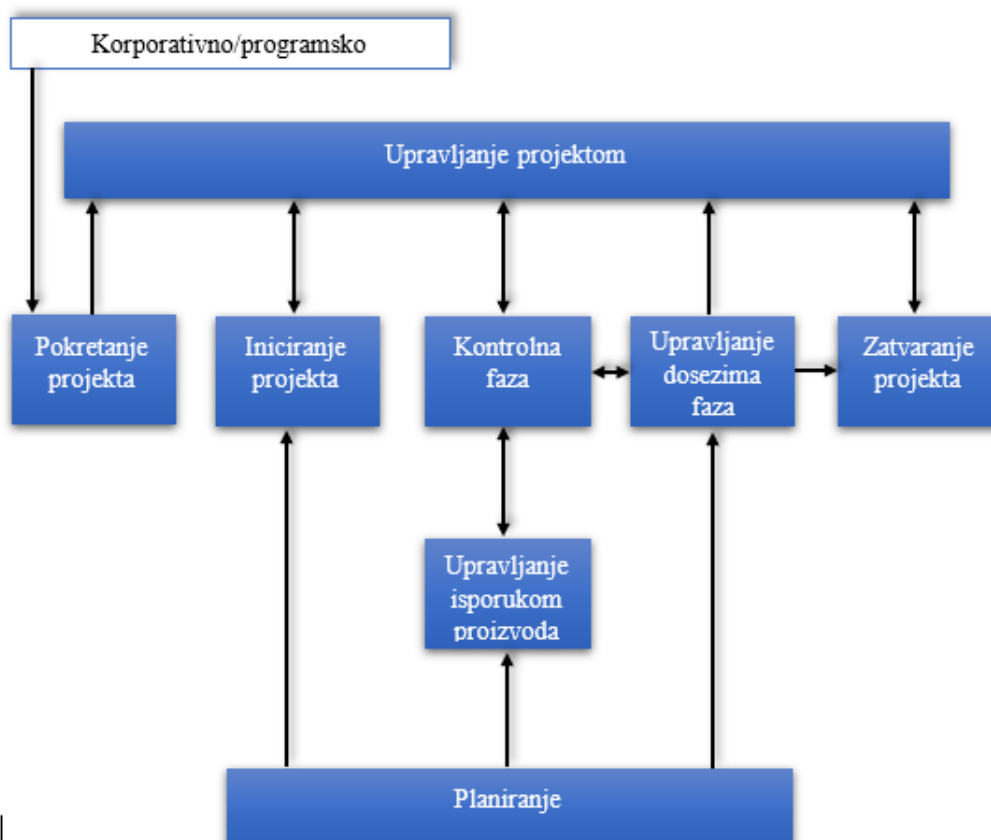 Korporativno/programsko
Upravljanje projektom
Pokretanje
projekta
Iniciranje
projekta
Kontrolna
faza
Upravljanje
dosezima
faza
Zatvaranje
projekta
Upravljanje
isporukom
proizvoda
Planiranje